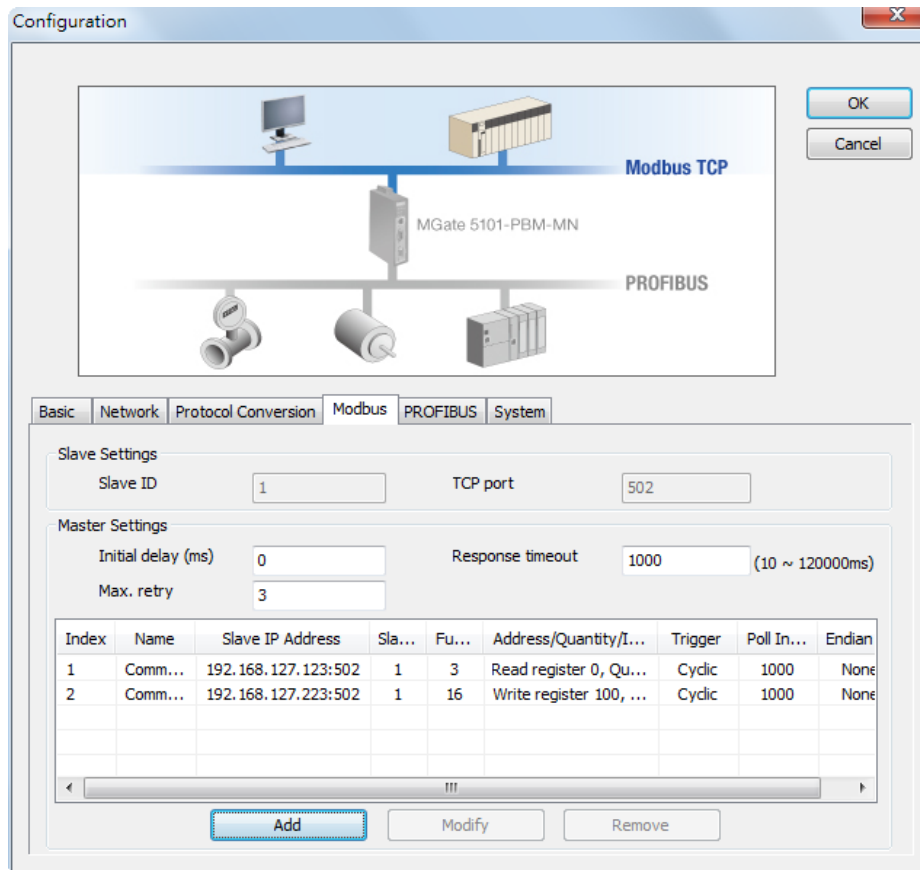 Configuration
OK
Cancel
Modbus TCP
MGate 5101-PBM-MN
PROFIBUS
Basic Network Protocol Conversion Modbus PROFIBUS System
Slave Settings
Slave ID 1 TCP port 502
Master Settings
Initial delay (ms) 0 Response timeout 1000 (10 ~ 120000ms)
Max. retry 3
Index Name Slave IP Address Sla... Fu... Address/Quantity/I... Trigger Poll In... Endian
1 Comm... 192.168.127.123:502 1 3 Read register 0, Qu... Cyclic 1000 None
2 Comm... 192.168.127.223:502 1 16 Write register 100, ... Cyclic 1000 None
Add Modify Remove